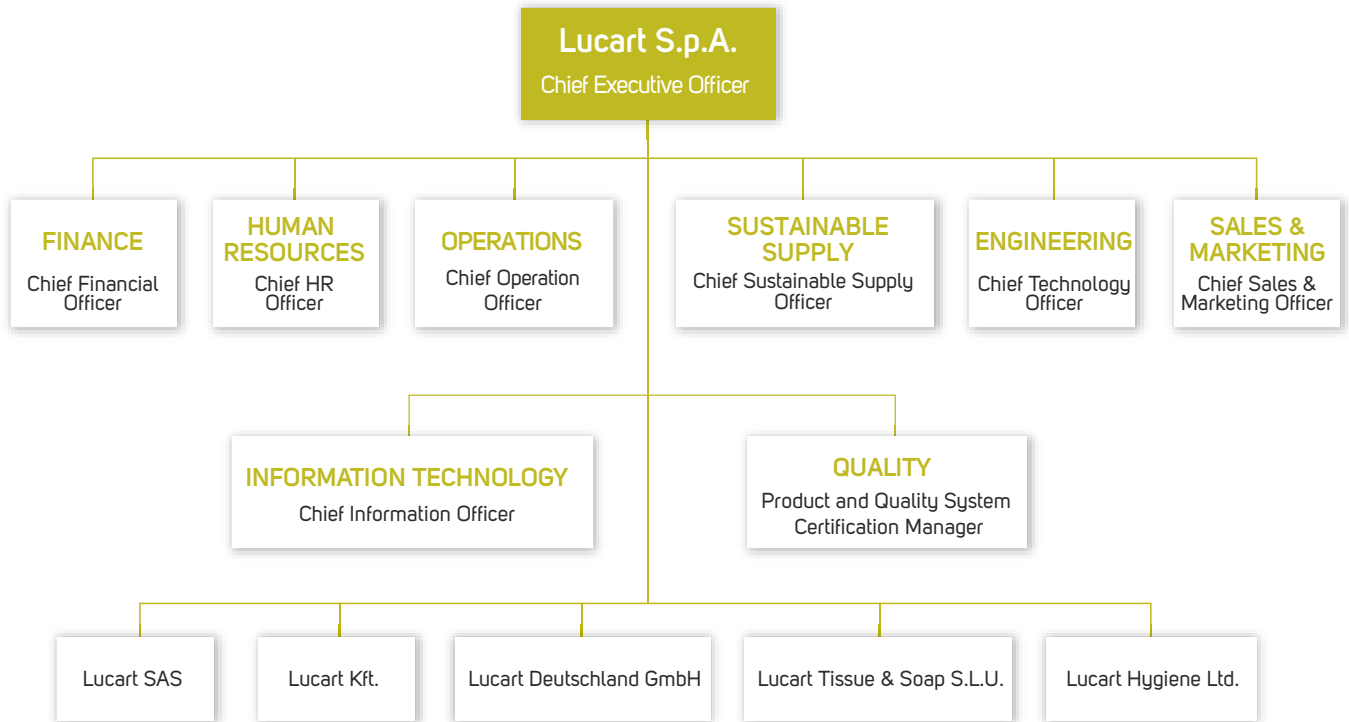 Lucart S.p.A.
Chief Executive Officer
FINANCE
Chief Financial
Officer
HUMAN
RESOURCES
Chief HR
Officer
OPERATIONS
Chief Operation
Officer
SUSTAINABLE
SUPPLY
Chief Sustainable Supply
Officer
ENGINEERING
Chief Technology
Officer
SALES &
MARKETING
Chief Sales &
Marketing Officer
INFORMATION TECHNOLOGY
Chief Information Officer
QUALITY
Product and Quality System
Certification Manager
Lucart SAS
Lucart Kft.
Lucart Deutschland GmbH
Lucart Tissue & Soap S.L.U.
Lucart Hygiene Ltd.